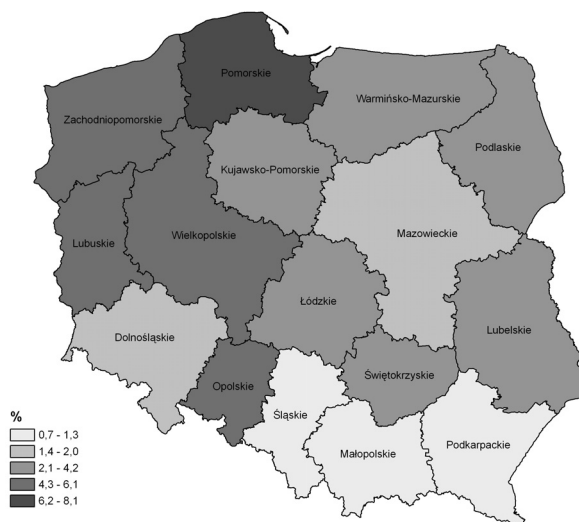 Pomorskie
Warmińsko-Mazurskie
Zachodniopomorskie
Podlaskie
Kujawsko-Pomorskie
Wielkopolskie
Mazowieckie
Lubuskie
Łódzkie
Lubelskie
Dolnośląskie
Świętokrzyskie
Opolskie
Śląskie
Podkarpackie
Małopolskie
%
0,7 - 1,3
1,4 - 2,0
2,1 - 4,2
4,3 - 6,1
6,2 - 8,1